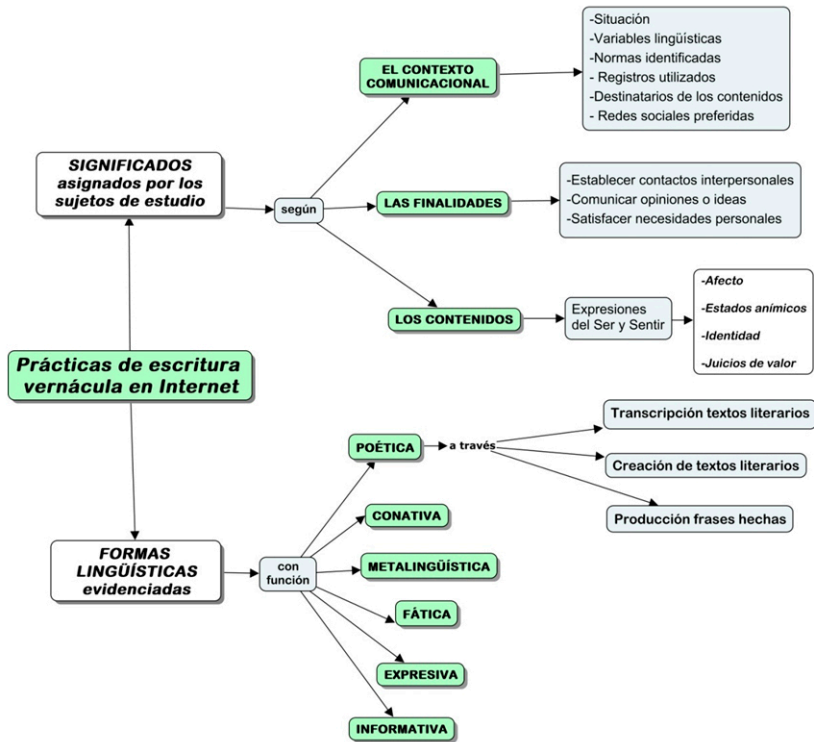 Prácticas de escritura
vernácula en Internet
SIGNIFICADOS
asignados por los
sujetos de estudio
según
EL CONTEXTO
COMUNICACIONAL
-Situación
-Variables lingüísticas
-Normas identificadas
- Registros utilizados
-Destinatarios de los contenidos
- Redes sociales preferidas
LAS FINALIDADES
-Establecer contactos interpersonales
-Comunicar opiniones o ideas
-Satisfacer necesidades personales
LOS CONTENIDOS
Expresiones
del Ser y Sentir
-Afecto
-Estados anímicos
-Identidad
-Juicios de valor
FORMAS
LINGÜÍSTICAS
evidenciadas
con
función
POÉTICA
a través
Transcripción textos literarios
Creación de textos literarios
Producción frases hechas
CONATIVA
METALINGÜÍSTICA
FÁTICA
EXPRESIVA
INFORMATIVA